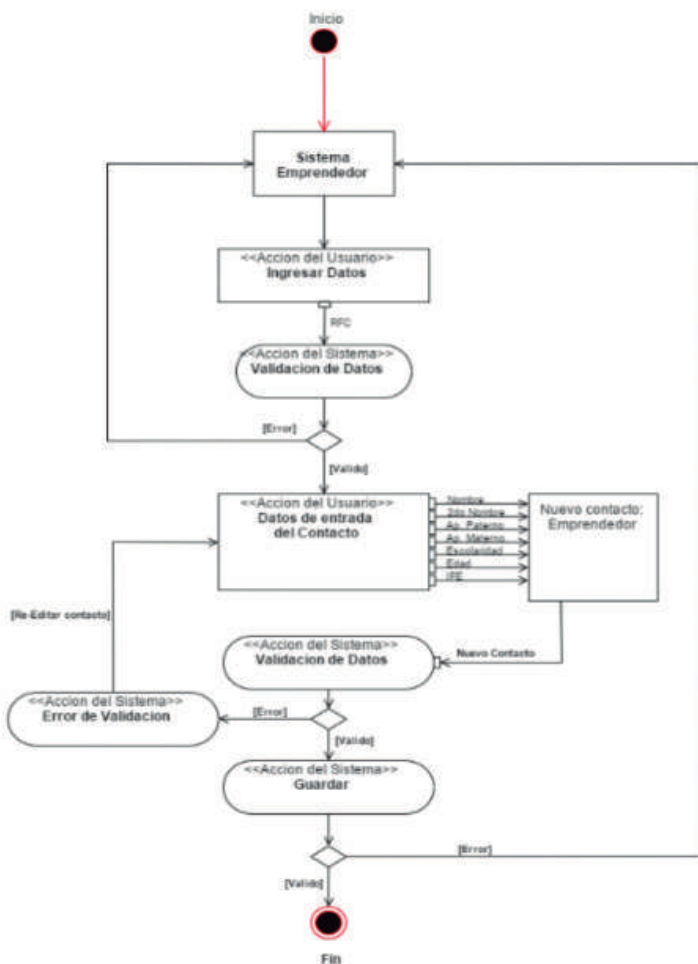 Inicio
Sistema
Emprendedor
<<Accion del Usuario>>
Ingresar Datos
RFC
<<Accion del Sistema>>
Validacion de Datos
[Error]
[Valido]
<<Accion del Usuario>>
Datos de entrada
del Contacto
Nombre
2do Nombre
Ap. Paterno
Ap. Materno
Escolaridad
Edad
IFE
Nuevo contacto:
Emprendedor
[Re-Editar contacto]
<<Accion del Sistema>>
Validacion de Datos
Nuevo Contacto
<<Accion del Sistema>>
Error de Validacion
[Error]
[Valido]
<<Accion del Sistema>>
Guardar
[Error]
[Valido]
Fin